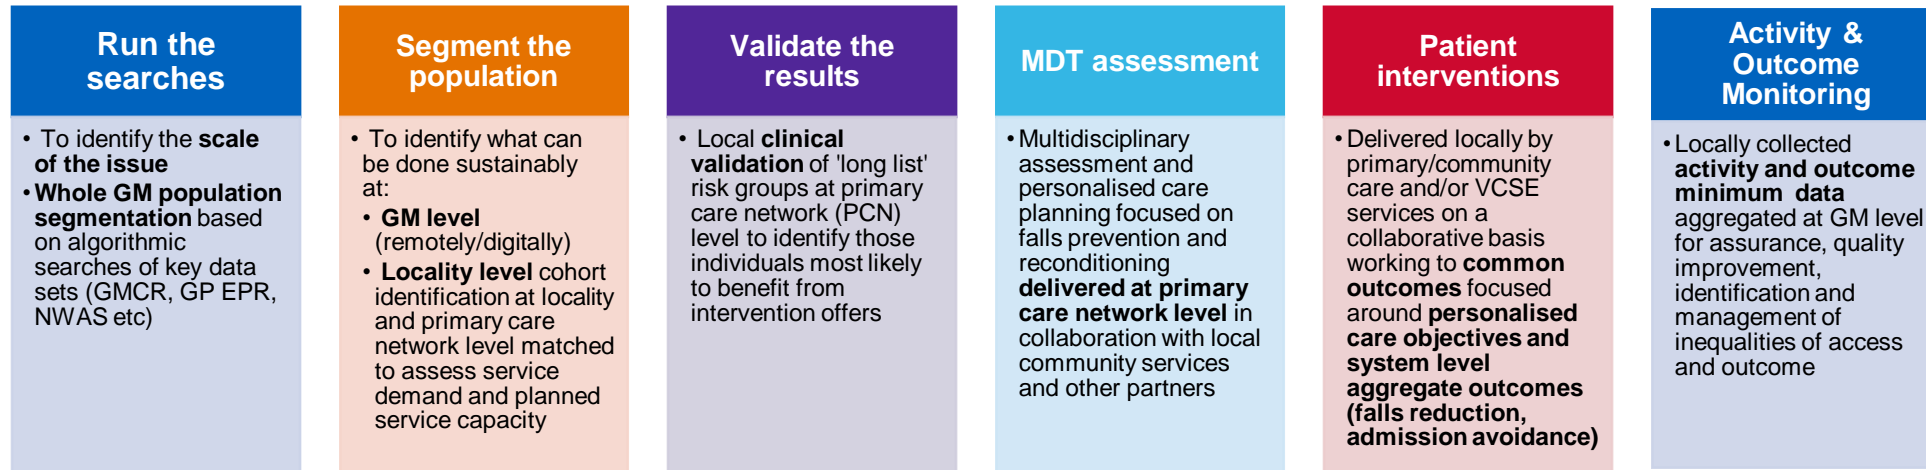 Run the
searches
• To identify the scale
of the issue
• Whole GM population
segmentation based
on algorithmic
searches of key data
sets (GMCR, GP EPR,
NWAS etc)
Segment the
population
• To identify what can
be done sustainably
at:
• GM level
(remotely/digitally)
• Locality level cohort
identification at locality
and primary care
network level matched
to assess service
demand and planned
service capacity
Validate the
results
• Local clinical
validation of 'long list'
risk groups at primary
care network (PCN)
level to identify those
individuals most likely
to benefit from
intervention offers
MDT assessment
• Multidisciplinary
assessment and
personalised care
planning focused on
falls prevention and
reconditioning
delivered at primary
care network level in
collaboration with local
community services
and other partners
Patient
interventions
• Delivered locally by
primary/community
care and/or VCSE
services on a
collaborative basis
working to common
outcomes focused
around personalised
care objectives and
system level
aggregate outcomes
(falls reduction,
admission avoidance)
Activity &
Outcome
Monitoring
• Locally collected
activity and outcome
minimum data
aggregated at GM level
for assurance, quality
improvement,
identification and
management of
inequalities of access
and outcome